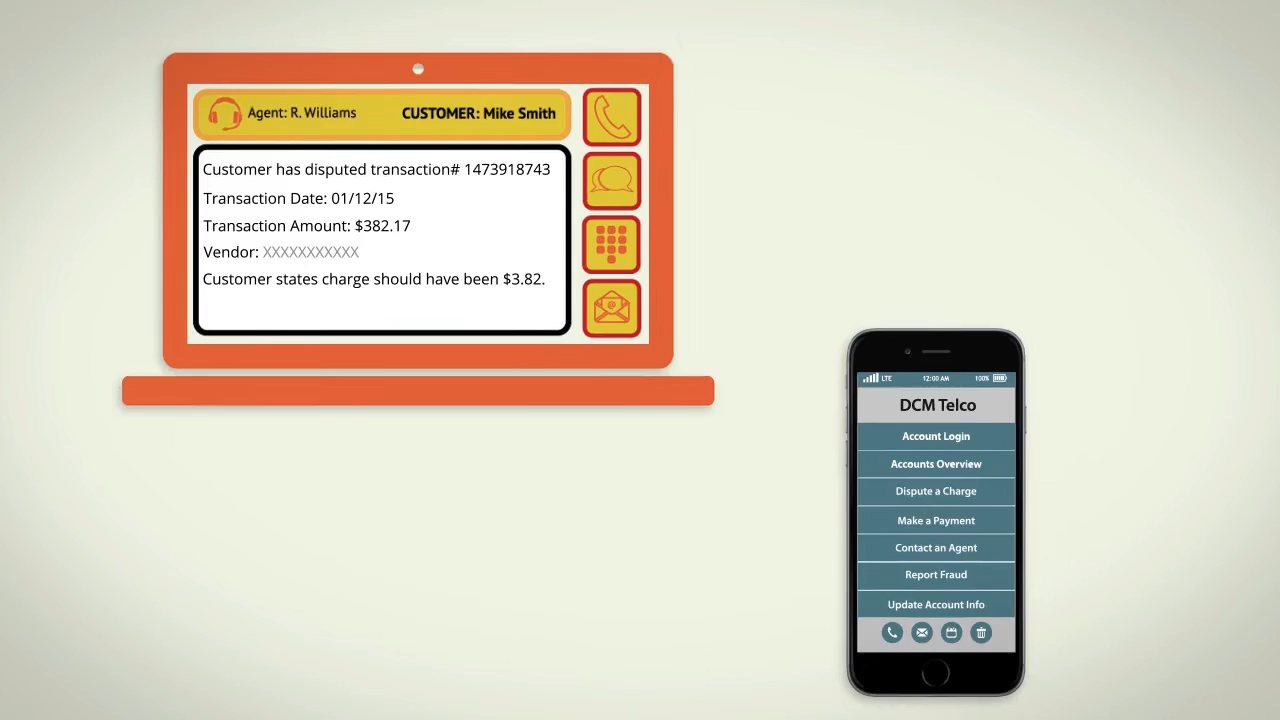 Agent: R. Williams
CUSTOMER: Mike Smith
Customer has disputed transaction# 1473918743
Transaction Date: 01/12/15
Transaction Amount: $382.17
Vendor: XXXXXXXXXXX
Customer states charge should have been $3.82.
@
LTE 12:00 AM 100%
DCM Telco
Account Login
Accounts Overview
Dispute a Charge
Make a Payment
Contact an Agent
Report Fraud
Update Account Info